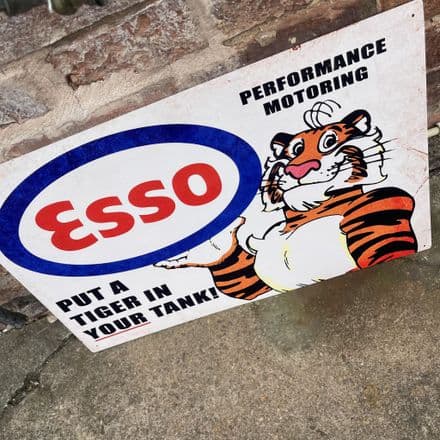 PERFORMANCE
MOTORING
Esso
PUT A
TIGER IN
YOUR TANK!